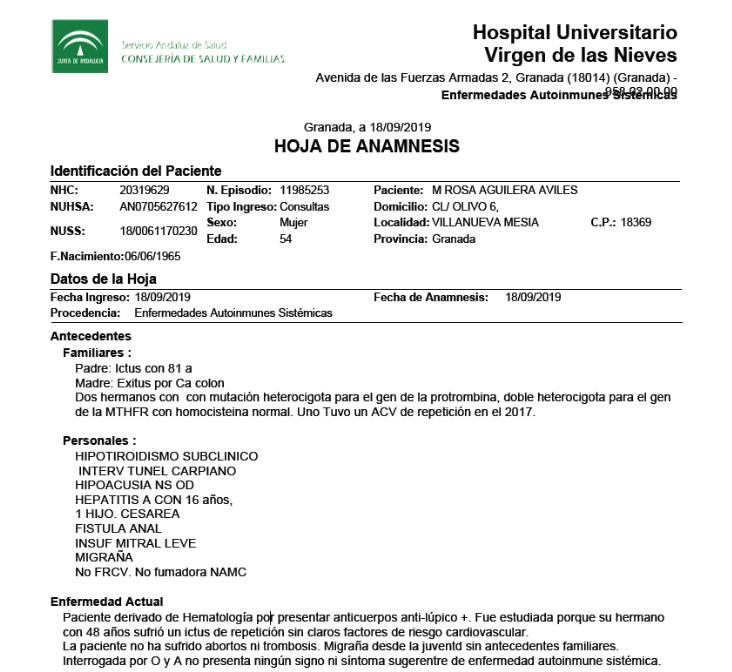 Hospital Universitario
Virgen de las Nieves
JUNTA DE ANDALUCIA
Servicio Andaluz de Salud
CONSEJERÍA DE SALUD Y FAMILIAS
Avenida de las Fuerzas Armadas 2, Granada (18014) (Granada) -
958 02 00 00
Enfermedades Autoinmunes Sistémicas
Granada, a 18/09/2019
HOJA DE ANAMNESIS
Identificación del Paciente
NHC: 20319629 N. Episodio: 11985253 Paciente: M ROSA AGUILERA AVILES
NUHSA: AN0705627612 Tipo Ingreso: Consultas Domicilio: CL/ OLIVO 6,
NUSS: 18/0061170230 Sexo: Mujer Localidad: VILLANUEVA MESIA C.P.: 18369
Edad: 54 Provincia: Granada
F.Nacimiento:06/06/1965
Datos de la Hoja
Fecha Ingreso: 18/09/2019 Fecha de Anamnesis: 18/09/2019
Procedencia: Enfermedades Autoinmunes Sistémicas
Antecedentes
Familiares :
Padre: Ictus con 81 a
Madre: Exitus por Ca colon
Dos hermanos con con mutación heterocigota para el gen de la protrombina, doble heterocigota para el gen
de la MTHFR con homocisteina normal. Uno Tuvo un ACV de repetición en el 2017.
Personales :
HIPOTIROIDISMO SUBCLINICO
INTERV TUNEL CARPIANO
HIPOACUSIA NS OD
HEPATITIS A CON 16 años,
1 HIJO. CESAREA
FISTULA ANAL
INSUF MITRAL LEVE
MIGRAÑA
No FRCV. No fumadora NAMC
Enfermedad Actual
Paciente derivado de Hematología por presentar anticuerpos anti-lúpico +. Fue estudiada porque su hermano
con 48 años sufrió un ictus de repetición sin claros factores de riesgo cardiovascular.
La paciente no ha sufrido abortos ni trombosis. Migraña desde la juventd sin antecedentes familiares.
Interrogada por O y A no presenta ningún signo ni síntoma sugerentre de enfermedad autoinmune sistémica.